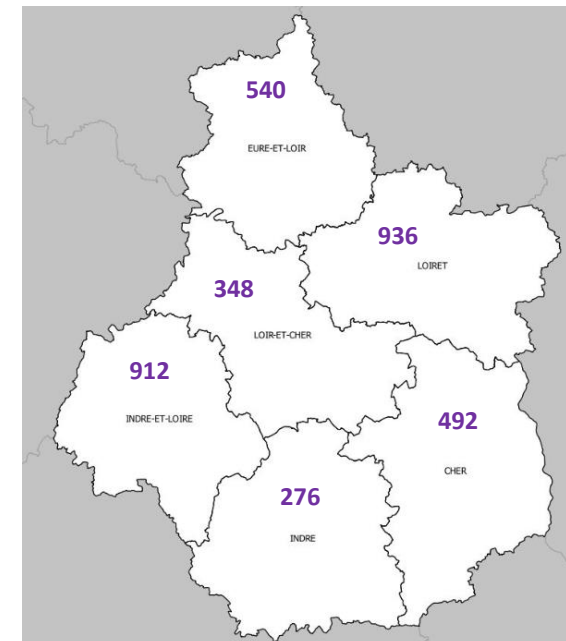 540
EURE-ET-LOIR
936
LOIRET
348
LOIR-ET-CHER
912
INDRE-ET-LOIRE
492
CHER
276
INDRE